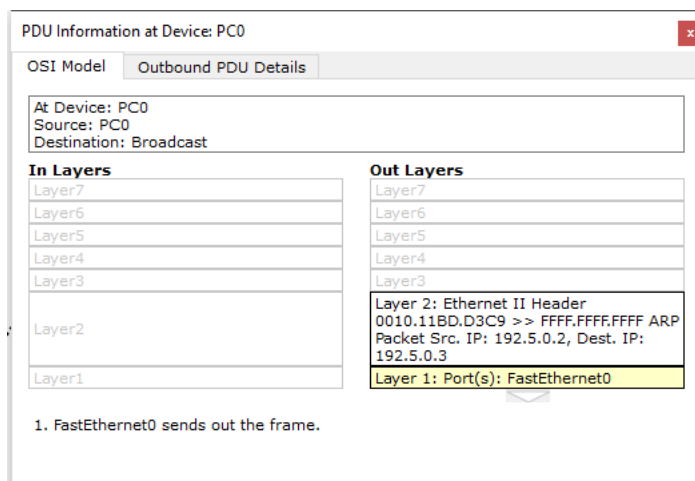 PDU Information at Device: PC0
x
OSI Model
Outbound PDU Details
At Device: PC0
Source: PC0
Destination: Broadcast
In Layers
Layer7
Layer6
Layer5
Layer4
Layer3
Layer2
Layer1
Out Layers
Layer7
Layer6
Layer5
Layer4
Layer3
Layer 2: Ethernet II Header
0010.11BD.D3C9 >> FFFF.FFFF.FFFF ARP
Packet Src. IP: 192.5.0.2, Dest. IP:
192.5.0.3
Layer 1: Port(s): FastEthernet0
1. FastEthernet0 sends out the frame.